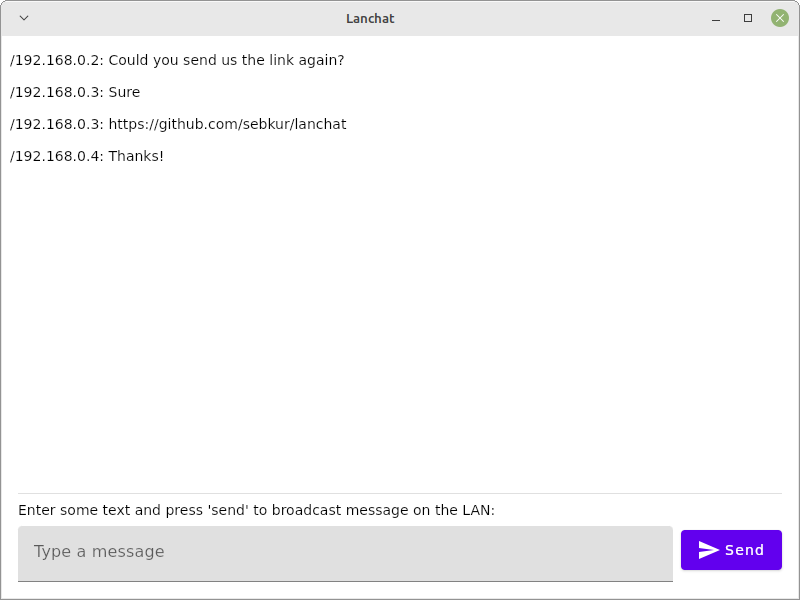 Lanchat
/192.168.0.2: Could you send us the link again?
/192.168.0.3: Sure
/192.168.0.3: https://github.com/sebkur/lanchat
/192.168.0.4: Thanks!
Enter some text and press 'send' to broadcast message on the LAN:
Type a message
Send